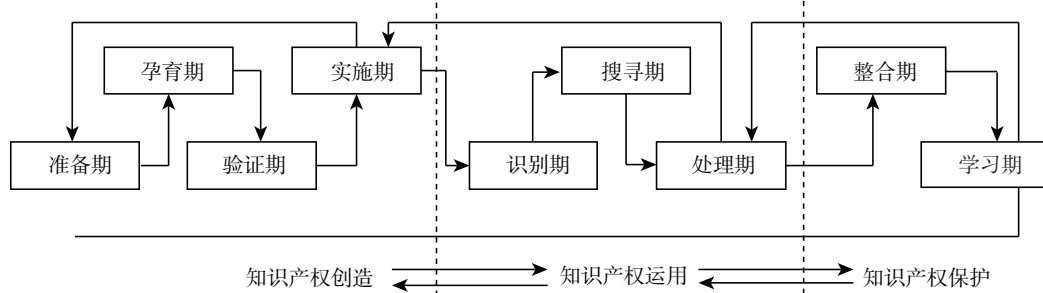 孕育期
实施期
搜寻期
整合期
准备期
验证期
识别期
处理期
学习期
知识产权创造
知识产权运用
知识产权保护